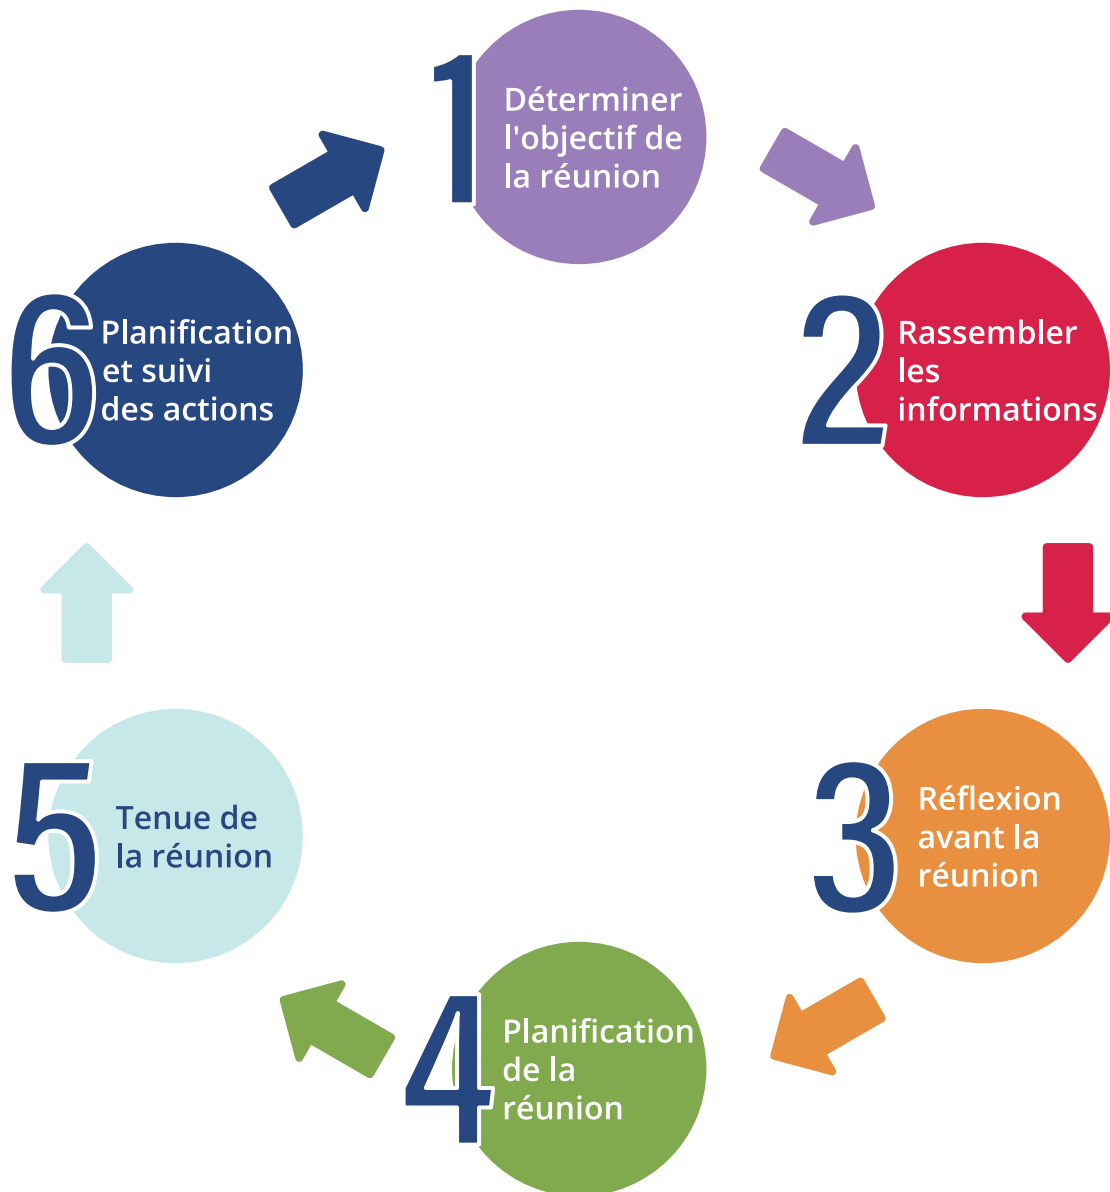 1
Déterminer
l'objectif de
la réunion
2
Rassembler
les
informations
3
Réflexion
avant la
réunion
4
Planification
de la
réunion
5
Tenue de
la réunion
6
Planification
et suivi
des actions